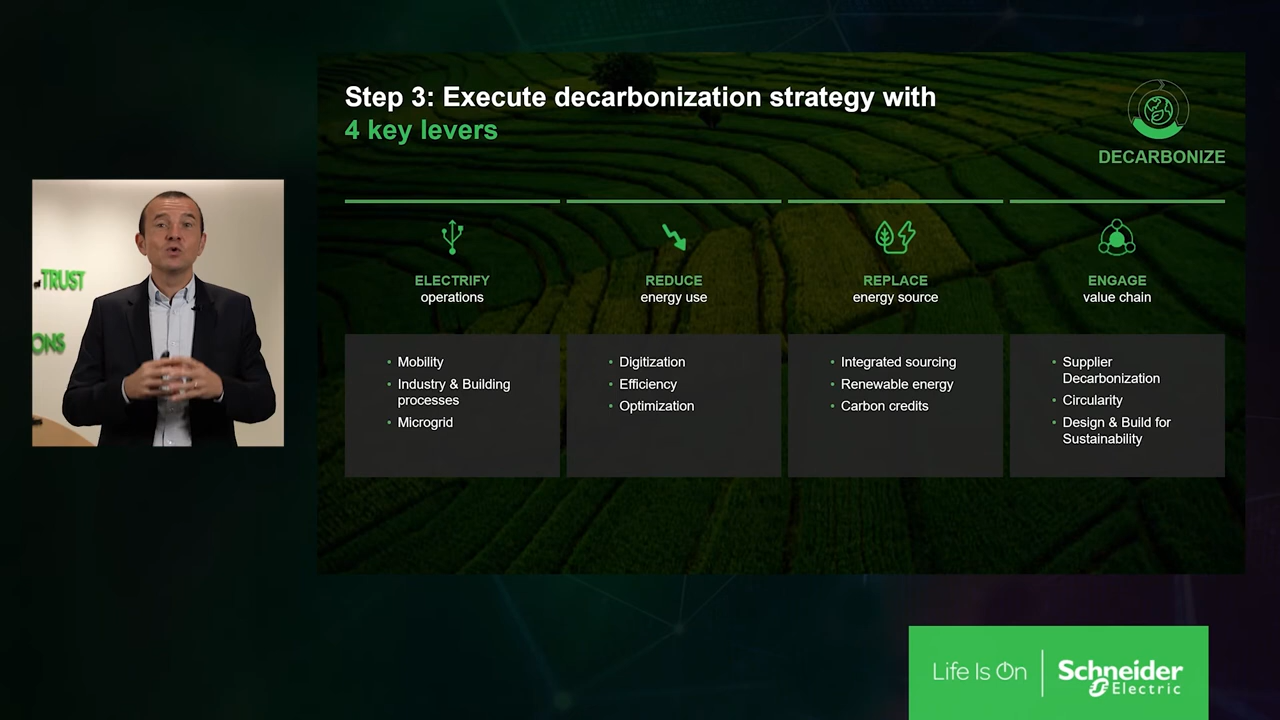 Step 3: Execute decarbonization strategy with
4 key levers
DECARBONIZE
TRUST
ONS
ELECTRIFY
operations
REDUCE
energy use
REPLACE
energy source
ENGAGE
value chain
• Mobility
• Industry & Building
processes
• Microgrid
• Digitization
• Efficiency
• Optimization
• Integrated sourcing
• Renewable energy
• Carbon credits
• Supplier
Decarbonization
• Circularity
• Design & Build for
Sustainability
Life Is On
Schneider
Electric